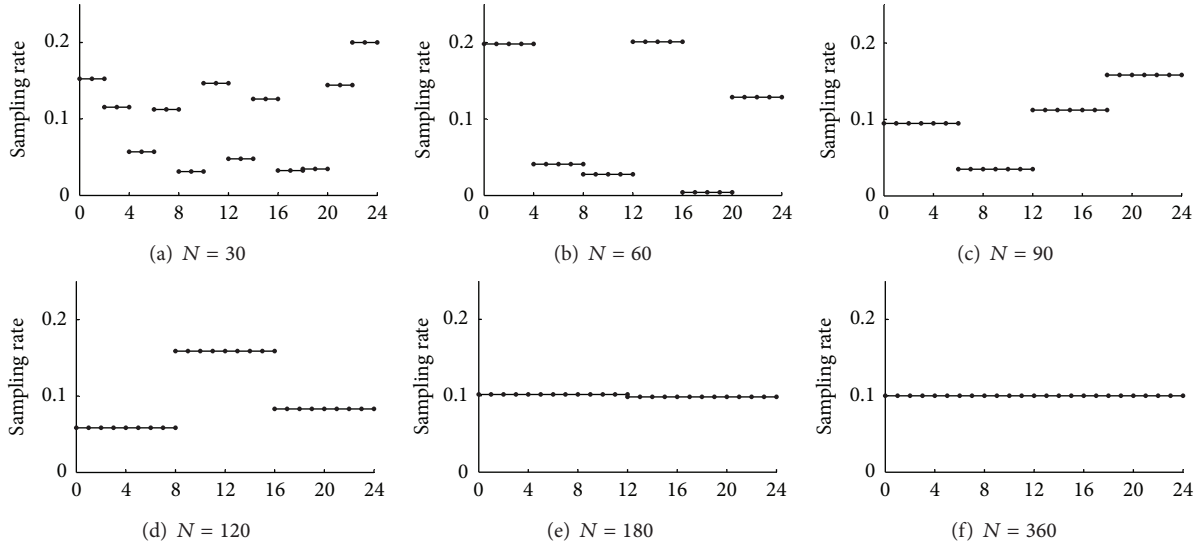 Sampling rate
0.2
0.1
0
0 4 8 12 16 20 24
(a) N = 30
Sampling rate
0.2
0.1
0
0 4 8 12 16 20 24
(b) N = 60
Sampling rate
0.2
0.1
0
0 4 8 12 16 20 24
(c) N = 90
Sampling rate
0.2
0.1
0
0 4 8 12 16 20 24
(d) N = 120
Sampling rate
0.2
0.1
0
0 4 8 12 16 20 24
(e) N = 180
Sampling rate
0.2
0.1
0
0 4 8 12 16 20 24
(f) N = 360